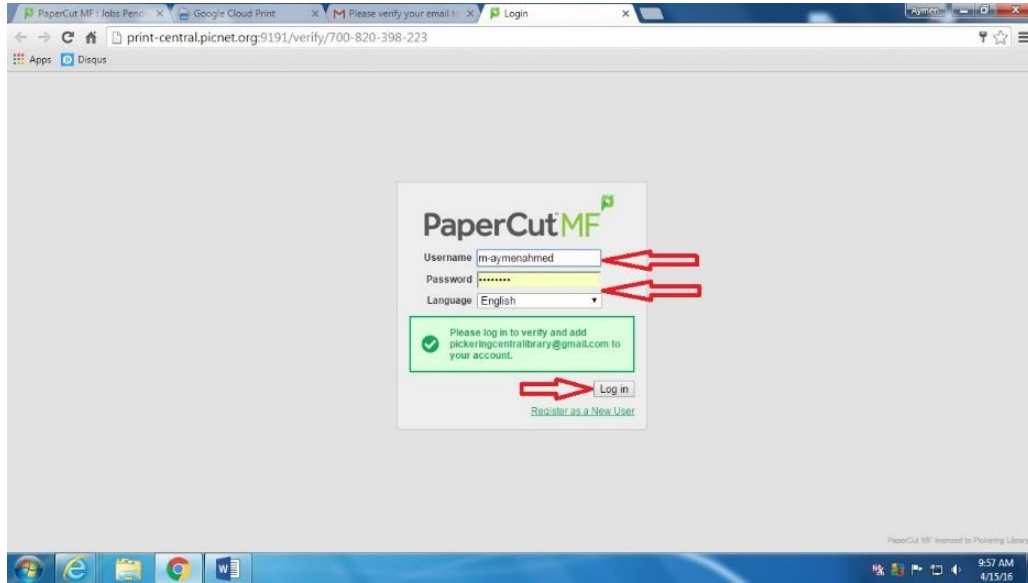 PaperCut MF : Jobs Pend
Google Cloud Print
Please verify your email t
Login
Aymen
print-central.picnet.org:9191/verify/700-820-398-223
Apps
Disqus
PaperCut MF
Username
m-aymenahmed
Password
Language
English
Please log in to verify and add
pickeringcentralibrary@gmail.com to
your account.
Log in
Register as a New User
PaperCut MF licensed to Pickering Library
9:57 AM
4/15/16